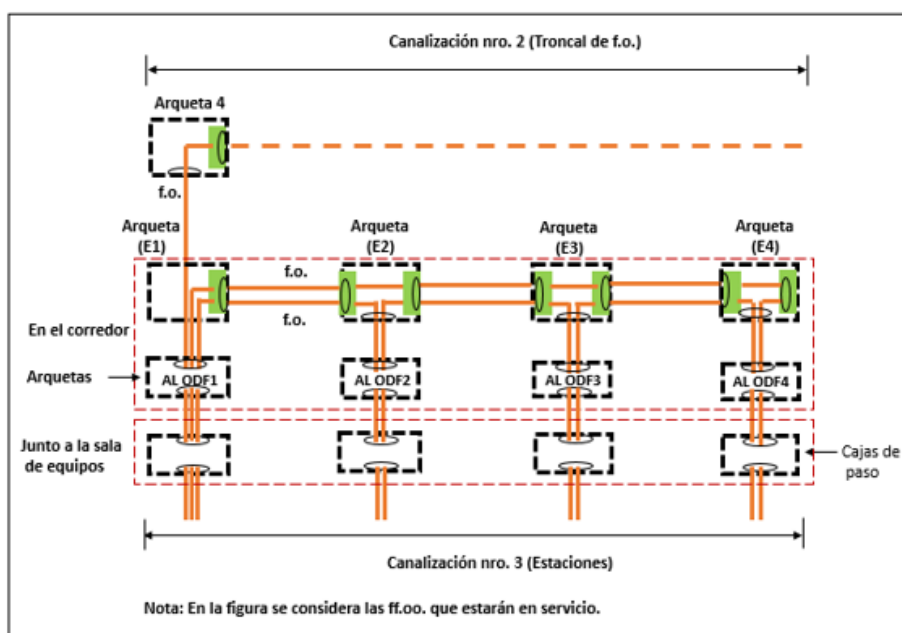 Canalización nro. 2 (Troncal de f.o.)
Arqueta 4
f.o.
Arqueta
(E1)
Arqueta
(E2)
Arqueta
(E3)
Arqueta
(E4)
f.o.
f.o.
En el corredor
Arquetas
AL ODF1
AL ODF2
AL ODF3
AL ODF4
Junto a la sala
de equipos
Cajas de
paso
Canalización nro. 3 (Estaciones)
Nota: En la figura se considera las ff.oo. que estarán en servicio.